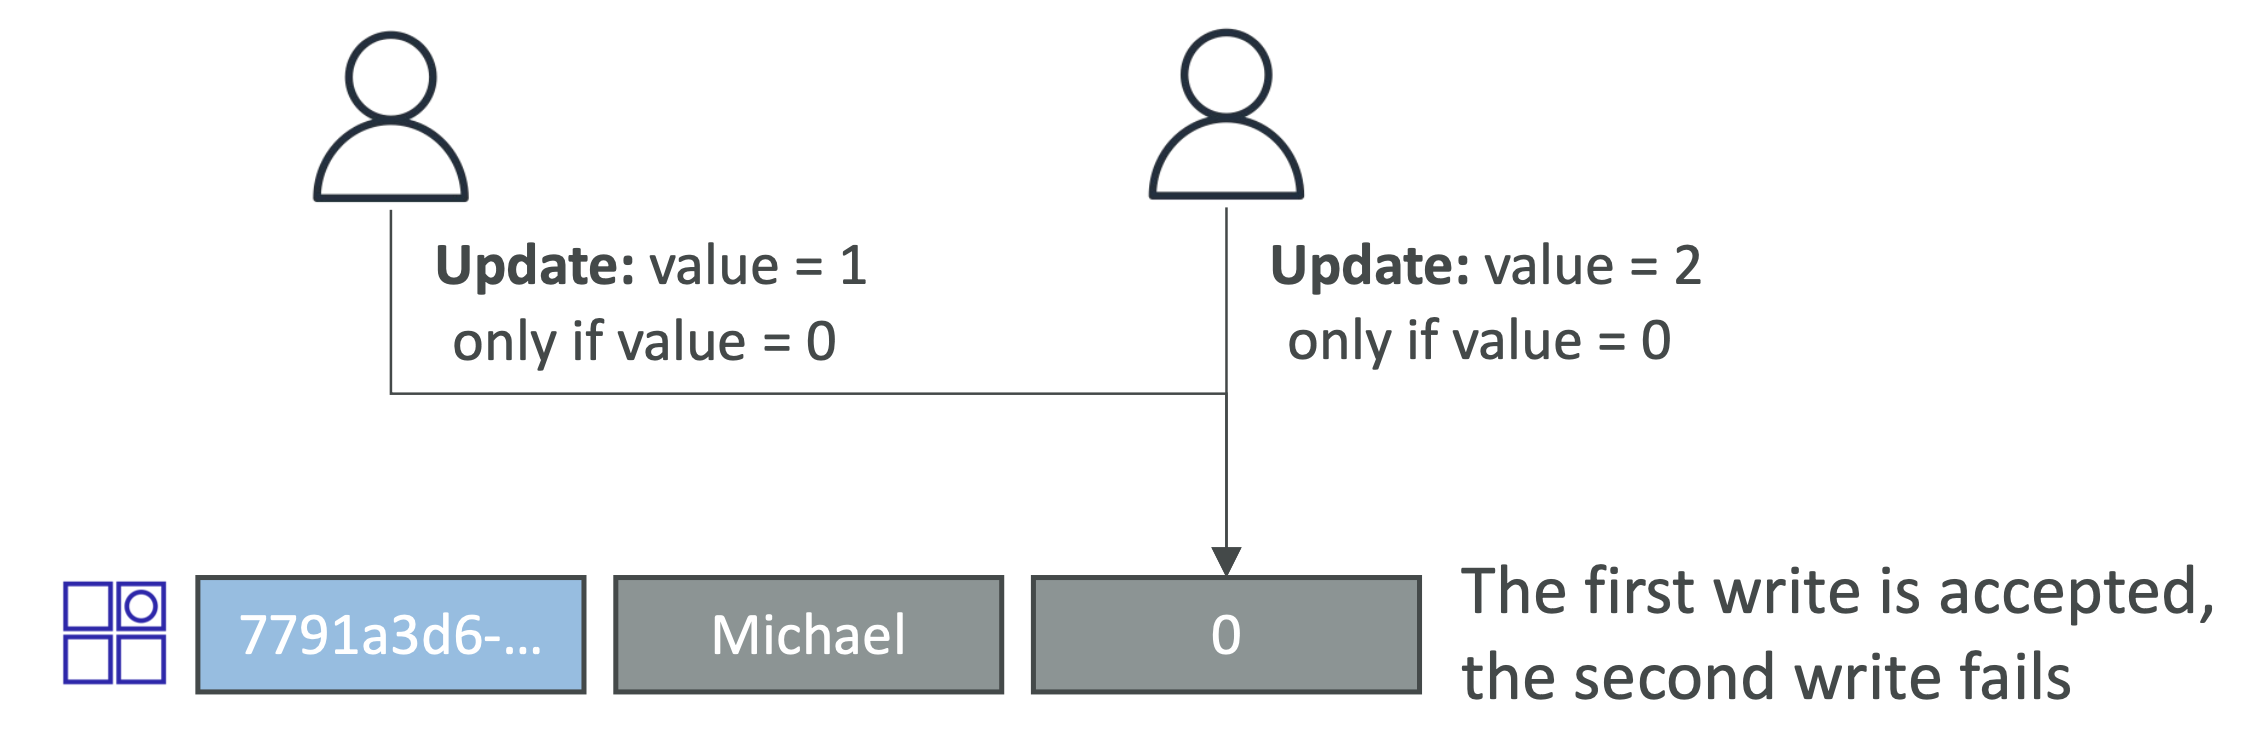 Update: value = 1
only if value = 0
Update: value = 2
only if value = 0
7791a3d6-...
Michael
0
The first write is accepted,
the second write fails